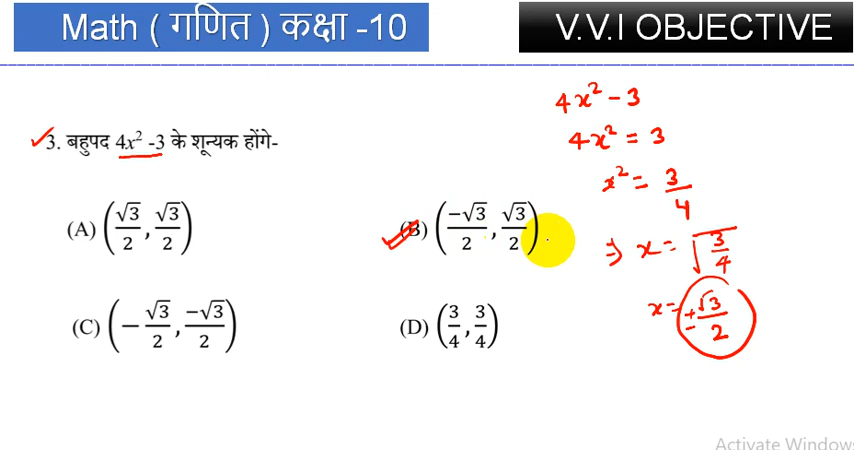 Math ( गणित ) कक्षा -10
V.V.I OBJECTIVE
3. बहुपद 4x² -3 के शून्यक होंगे-
(A) (√3/2, √3/2)
(B) (-√3/2, √3/2)
(C) (-√3/2, -√3/2)
(D) (3/4, 3/4)
4x² - 3
4x² = 3
x² = 3/4
⇒ x = √(3/4)
x = ±√3/2
Activate Windows